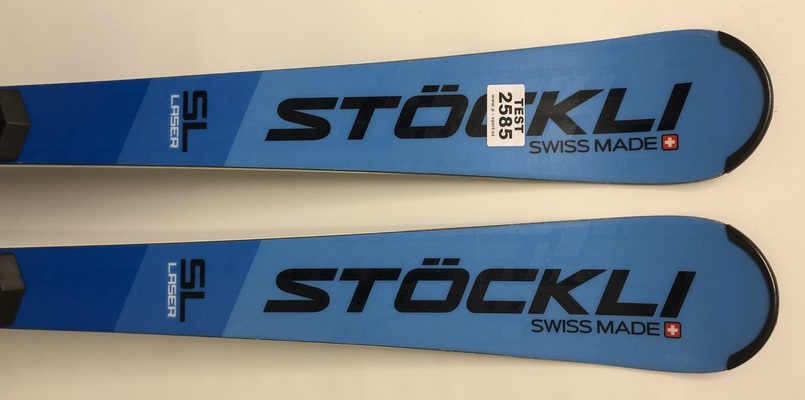 SL
LASER
STÖCKLI
SWISS MADE
TEST
2585
SL
LASER
STÖCKLI
SWISS MADE